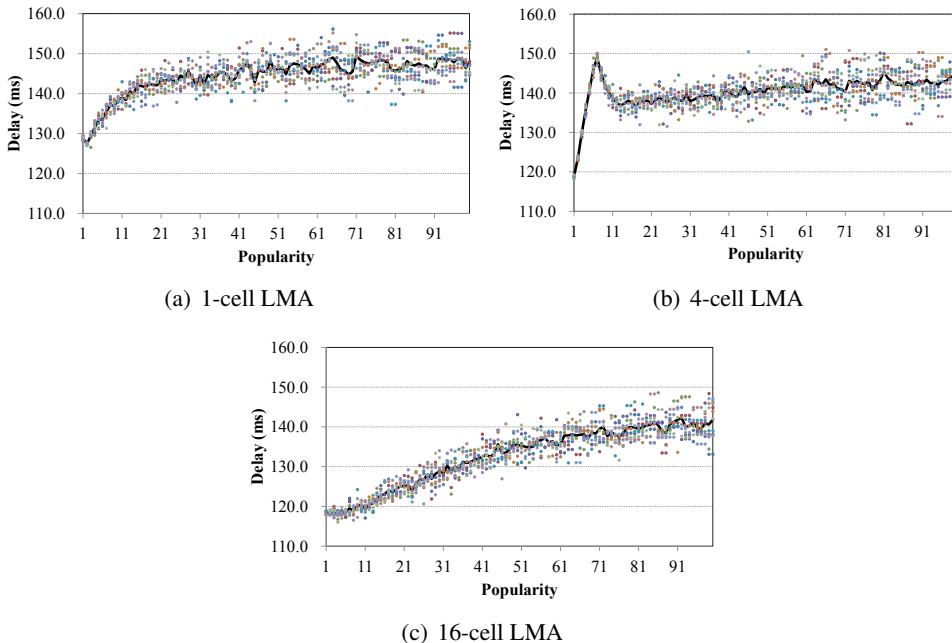 160.0
150.0
140.0
130.0
120.0
110.0
Delay (ms)
1 11 21 31 41 51 61 71 81 91
Popularity
(a) 1-cell LMA
160.0
150.0
140.0
130.0
120.0
110.0
Delay (ms)
1 11 21 31 41 51 61 71 81 91
Popularity
(b) 4-cell LMA
160.0
150.0
140.0
130.0
120.0
110.0
Delay (ms)
1 11 21 31 41 51 61 71 81 91
Popularity
(c) 16-cell LMA